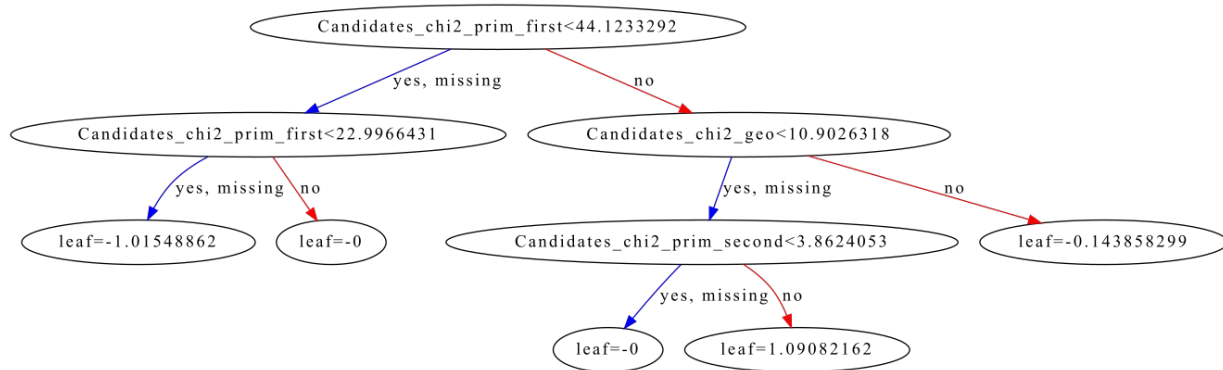 Candidates_chi2_prim_first<44.1233292
yes, missing
no
Candidates_chi2_prim_first<22.9966431
Candidates_chi2_geo<10.9026318
yes, missing
no
yes, missing
no
leaf=-1.01548862
leaf=-0
Candidates_chi2_prim_second<3.8624053
leaf=-0.143858299
yes, missing
no
leaf=-0
leaf=1.09082162